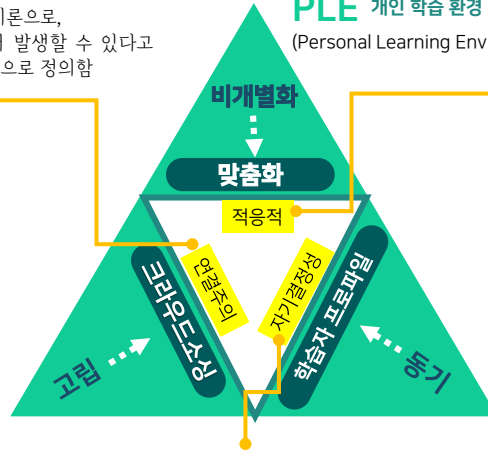 이론으로,
발생할 수 있다고
으로 정의함
PLE 개인 학습 환경
(Personal Learning Env
비개별화
맞춤화
적응적
연결주의
자기결정성
크라우드소싱
학습자 프로파일
고립
동기